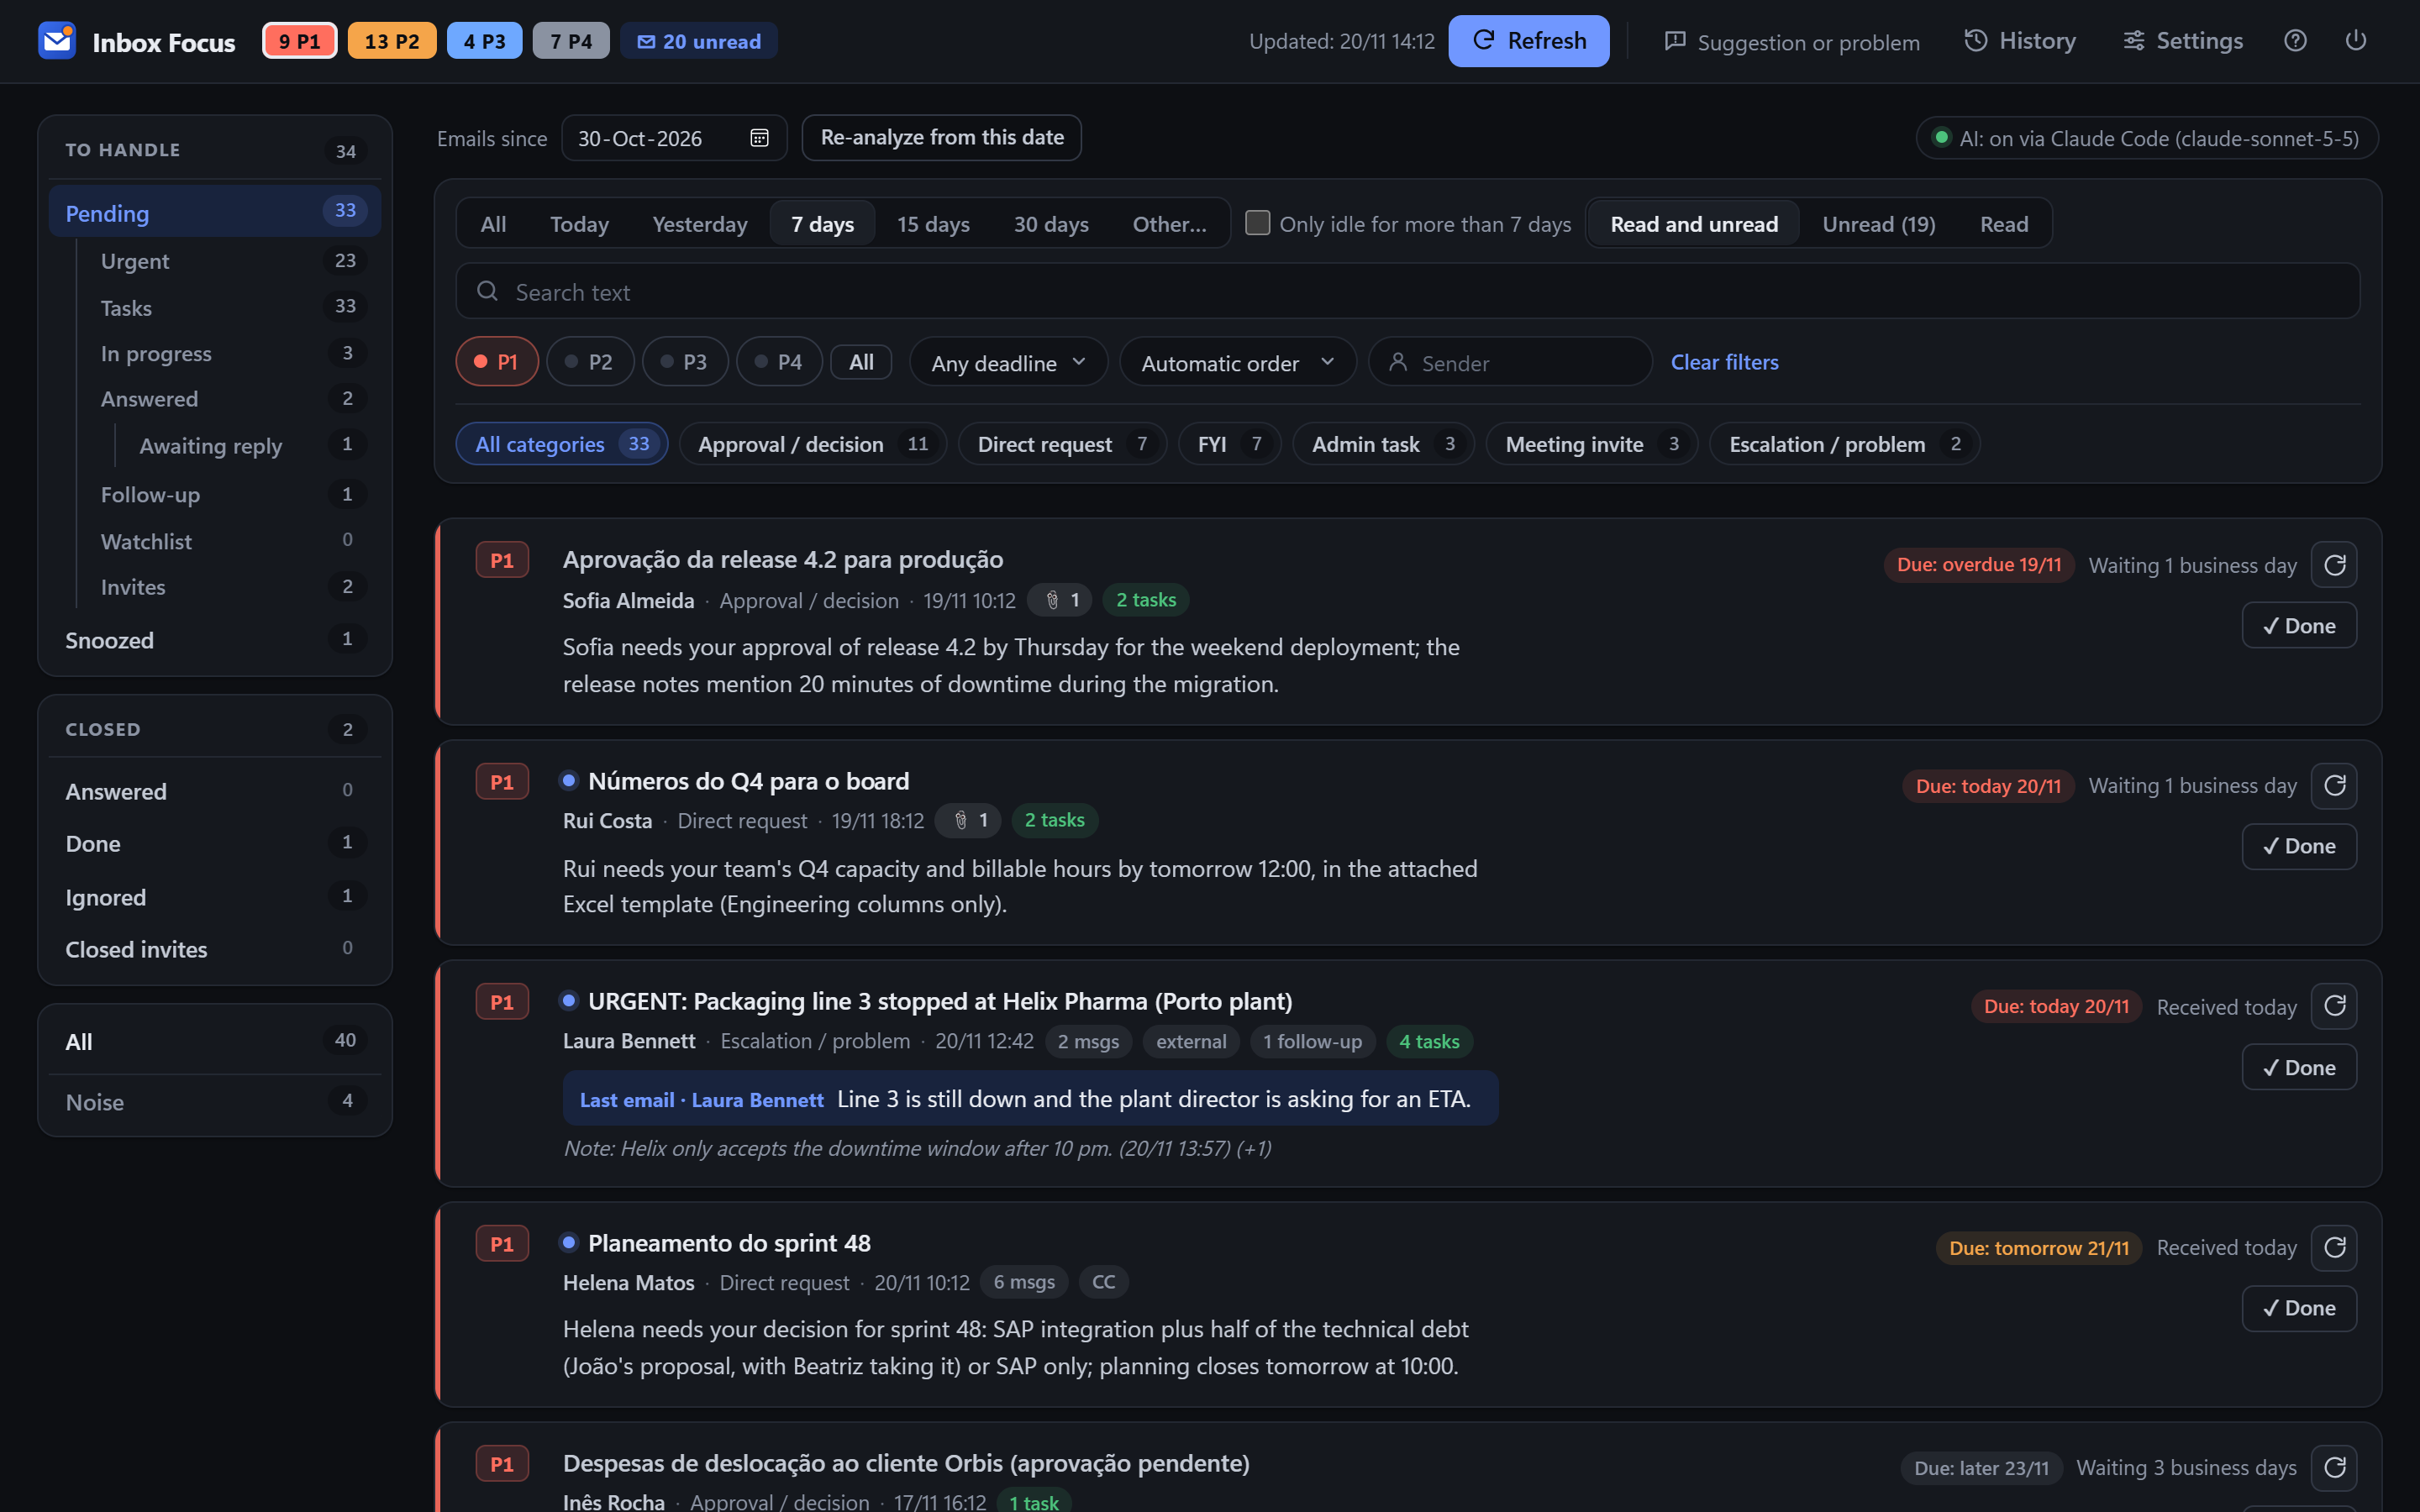 Inbox Focus
9 P1
13 P2
4 P3
7 P4
20 unread
Updated: 20/11 14:12
Refresh
Suggestion or problem
History
Settings
TO HANDLE 34
Pending 33
Urgent 23
Tasks 33
In progress 3
Answered 2
Awaiting reply 1
Follow-up 1
Watchlist 0
Invites 2
Snoozed 1
CLOSED 2
Answered 0
Done 1
Ignored 1
Closed invites 0
All 40
Noise 4
Emails since 30-Oct-2026 Re-analyze from this date
AI: on via Claude Code (claude-sonnet-5-5)
All Today Yesterday 7 days 15 days 30 days Other... Only idle for more than 7 days Read and unread Unread (19) Read
Search text
P1 P2 P3 P4 All Any deadline Automatic order Sender Clear filters
All categories 33 Approval / decision 11 Direct request 7 FYI 7 Admin task 3 Meeting invite 3 Escalation / problem 2
P1 Aprovação da release 4.2 para produção
Due: overdue 19/11 Waiting 1 business day
Sofia Almeida · Approval / decision · 19/11 10:12 1 2 tasks
✓ Done
Sofia needs your approval of release 4.2 by Thursday for the weekend deployment; the
release notes mention 20 minutes of downtime during the migration.
P1 Números do Q4 para o board
Due: today 20/11 Waiting 1 business day
Rui Costa · Direct request · 19/11 18:12 1 2 tasks
✓ Done
Rui needs your team's Q4 capacity and billable hours by tomorrow 12:00, in the attached
Excel template (Engineering columns only).
P1 URGENT: Packaging line 3 stopped at Helix Pharma (Porto plant)
Due: today 20/11 Received today
Laura Bennett · Escalation / problem · 20/11 12:42 2 msgs external 1 follow-up 4 tasks
✓ Done
Last email · Laura Bennett Line 3 is still down and the plant director is asking for an ETA.
Note: Helix only accepts the downtime window after 10 pm. (20/11 13:57) (+1)
P1 Planeamento do sprint 48
Due: tomorrow 21/11 Received today
Helena Matos · Direct request · 20/11 10:12 6 msgs CC
✓ Done
Helena needs your decision for sprint 48: SAP integration plus half of the technical debt
(João's proposal, with Beatriz taking it) or SAP only; planning closes tomorrow at 10:00.
P1 Despesas de deslocação ao cliente Orbis (aprovação pendente)
Due: later 23/11 Waiting 3 business days
Inês Rocha · Approval / decision · 17/11 16:12 1 task